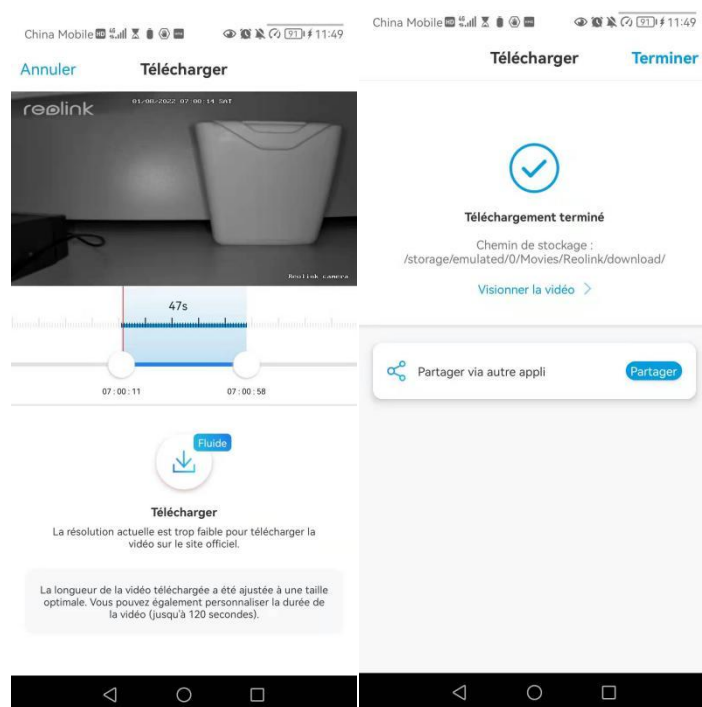 China Mobile 11:49
Annuler Télécharger
reolink
01/08/2022 07:00:14 SAT
Reolink camera
47s
07:00:11 07:00:58
Fluide
Télécharger
La résolution actuelle est trop faible pour télécharger la
vidéo sur le site officiel.
La longueur de la vidéo téléchargée a été ajustée à une taille
optimale. Vous pouvez également personnaliser la durée de
la vidéo (jusqu'à 120 secondes).
China Mobile 91 11:49
Télécharger Terminer
Téléchargement terminé
Chemin de stockage :
/storage/emulated/0/Movies/Reolink/download/
Visionner la vidéo
Partager via autre appli Partager